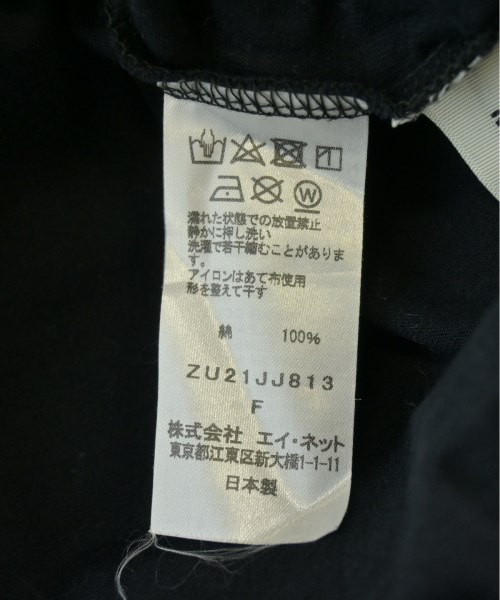 W
濡れた状態での放置禁止
静かに押し洗い
洗濯で若干縮むことがありま
す。
アイロンはあて布使用
形を整えて干す
綿 100%
ZU21JJ813
F
株式会社 エイ・ネット
東京都江東区新大橋1-1-11
日本製